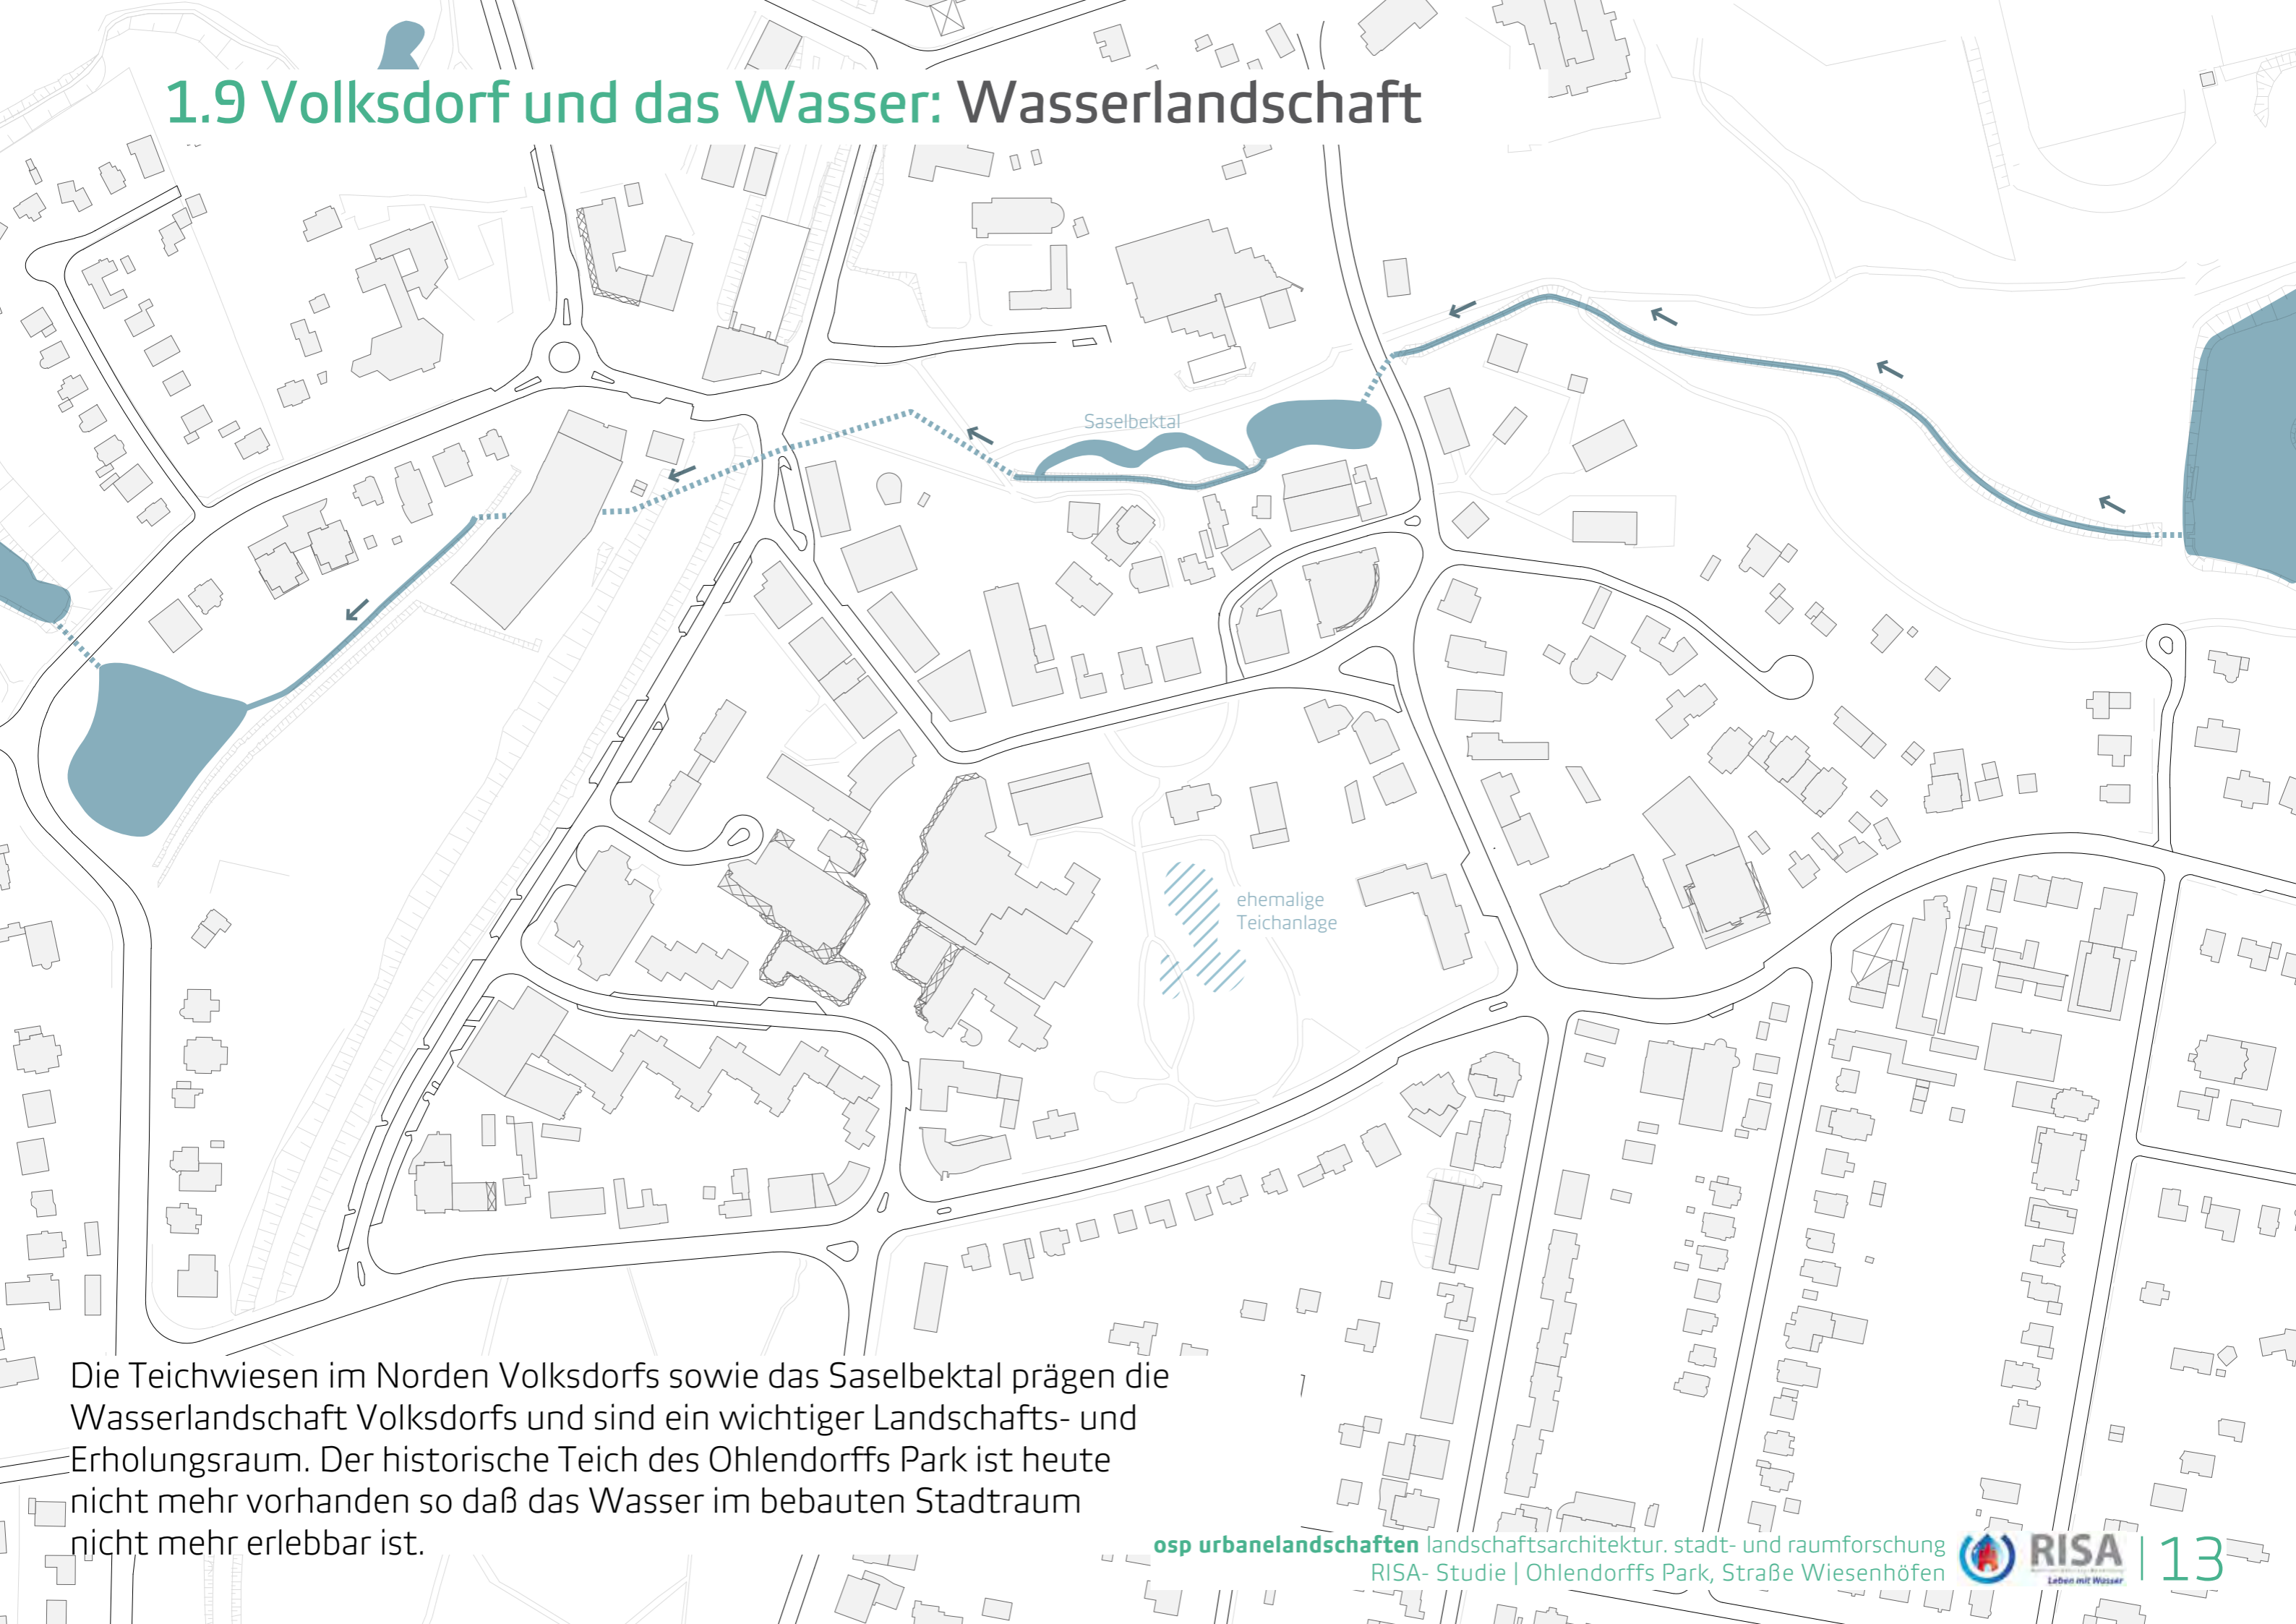 1.9 Volksdorf und das Wasser: Wasserlandschaft
Saselbektal
ehemalige
Teichanlage
Die Teichwiesen im Norden Volksdorfs sowie das Saselbektal prägen die
Wasserlandschaft Volksdorfs und sind ein wichtiger Landschafts- und
Erholungsraum. Der historische Teich des Ohlendorffs Park ist heute
nicht mehr vorhanden so daß das Wasser im bebauten Stadtraum
nicht mehr erlebbar ist.
osp urbanelandschaften landschaftsarchitektur. stadt- und raumforschung
RISA- Studie | Ohlendorffs Park, Straße Wiesenhöfen
RISA
Leben mit Wasser
| 13